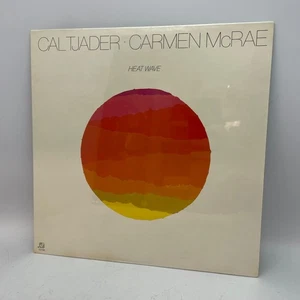 CAL TJADER · CARMEN McRAE
HEAT WAVE